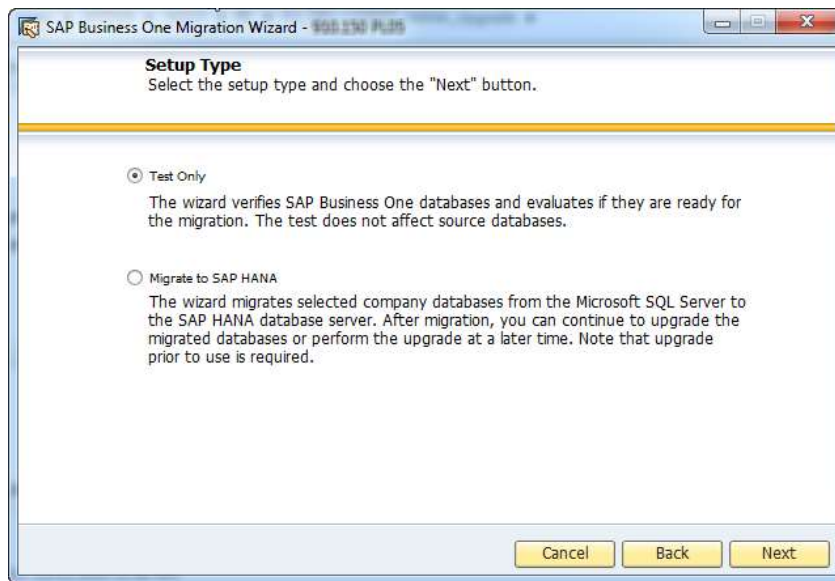 SAP Business One Migration Wizard -
Setup Type
Select the setup type and choose the "Next" button.
Test Only
The wizard verifies SAP Business One databases and evaluates if they are ready for
the migration. The test does not affect source databases.
Migrate to SAP HANA
The wizard migrates selected company databases from the Microsoft SQL Server to
the SAP HANA database server. After migration, you can continue to upgrade the
migrated databases or perform the upgrade at a later time. Note that upgrade
prior to use is required.
Cancel Back Next